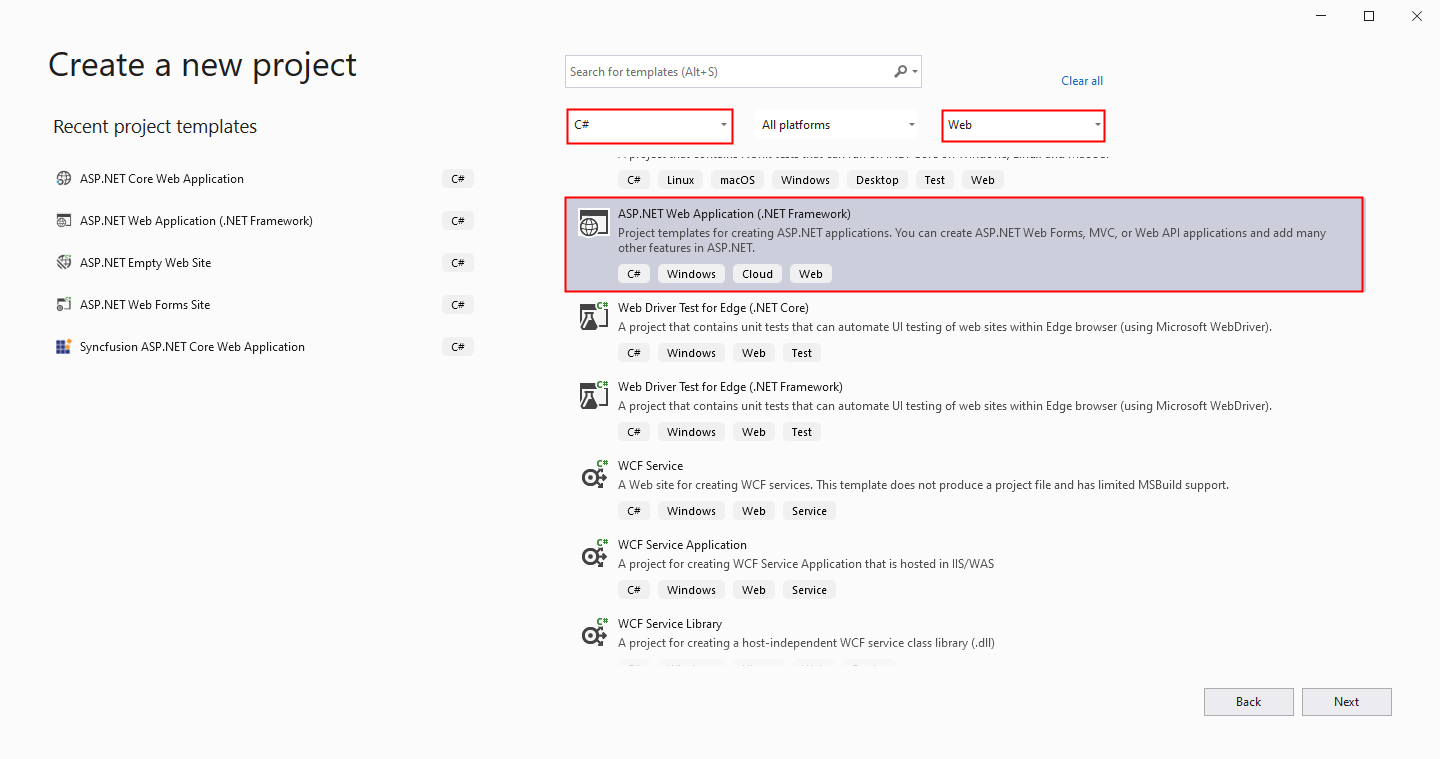 Create a new project
Recent project templates
ASP.NET Core Web Application C#
ASP.NET Web Application (.NET Framework) C#
ASP.NET Empty Web Site C#
ASP.NET Web Forms Site C#
Syncfusion ASP.NET Core Web Application C#
Search for templates (Alt+S)
Clear all
C# All platforms Web
C# Linux macOS Windows Desktop Test Web
ASP.NET Web Application (.NET Framework)
Project templates for creating ASP.NET applications. You can create ASP.NET Web Forms, MVC, or Web API applications and add many
other features in ASP.NET.
C# Windows Cloud Web
C#
Web Driver Test for Edge (.NET Core)
A project that contains unit tests that can automate UI testing of web sites within Edge browser (using Microsoft WebDriver).
C# Windows Web Test
C#
Web Driver Test for Edge (.NET Framework)
A project that contains unit tests that can automate UI testing of web sites within Edge browser (using Microsoft WebDriver).
C# Windows Web Test
C#
WCF Service
A Web site for creating WCF services. This template does not produce a project file and has limited MSBuild support.
C# Windows Web Service
C#
WCF Service Application
A project for creating WCF Service Application that is hosted in IIS/WAS
C# Windows Web Service
C#
WCF Service Library
A project for creating a host-independent WCF service class library (.dll)
Back Next